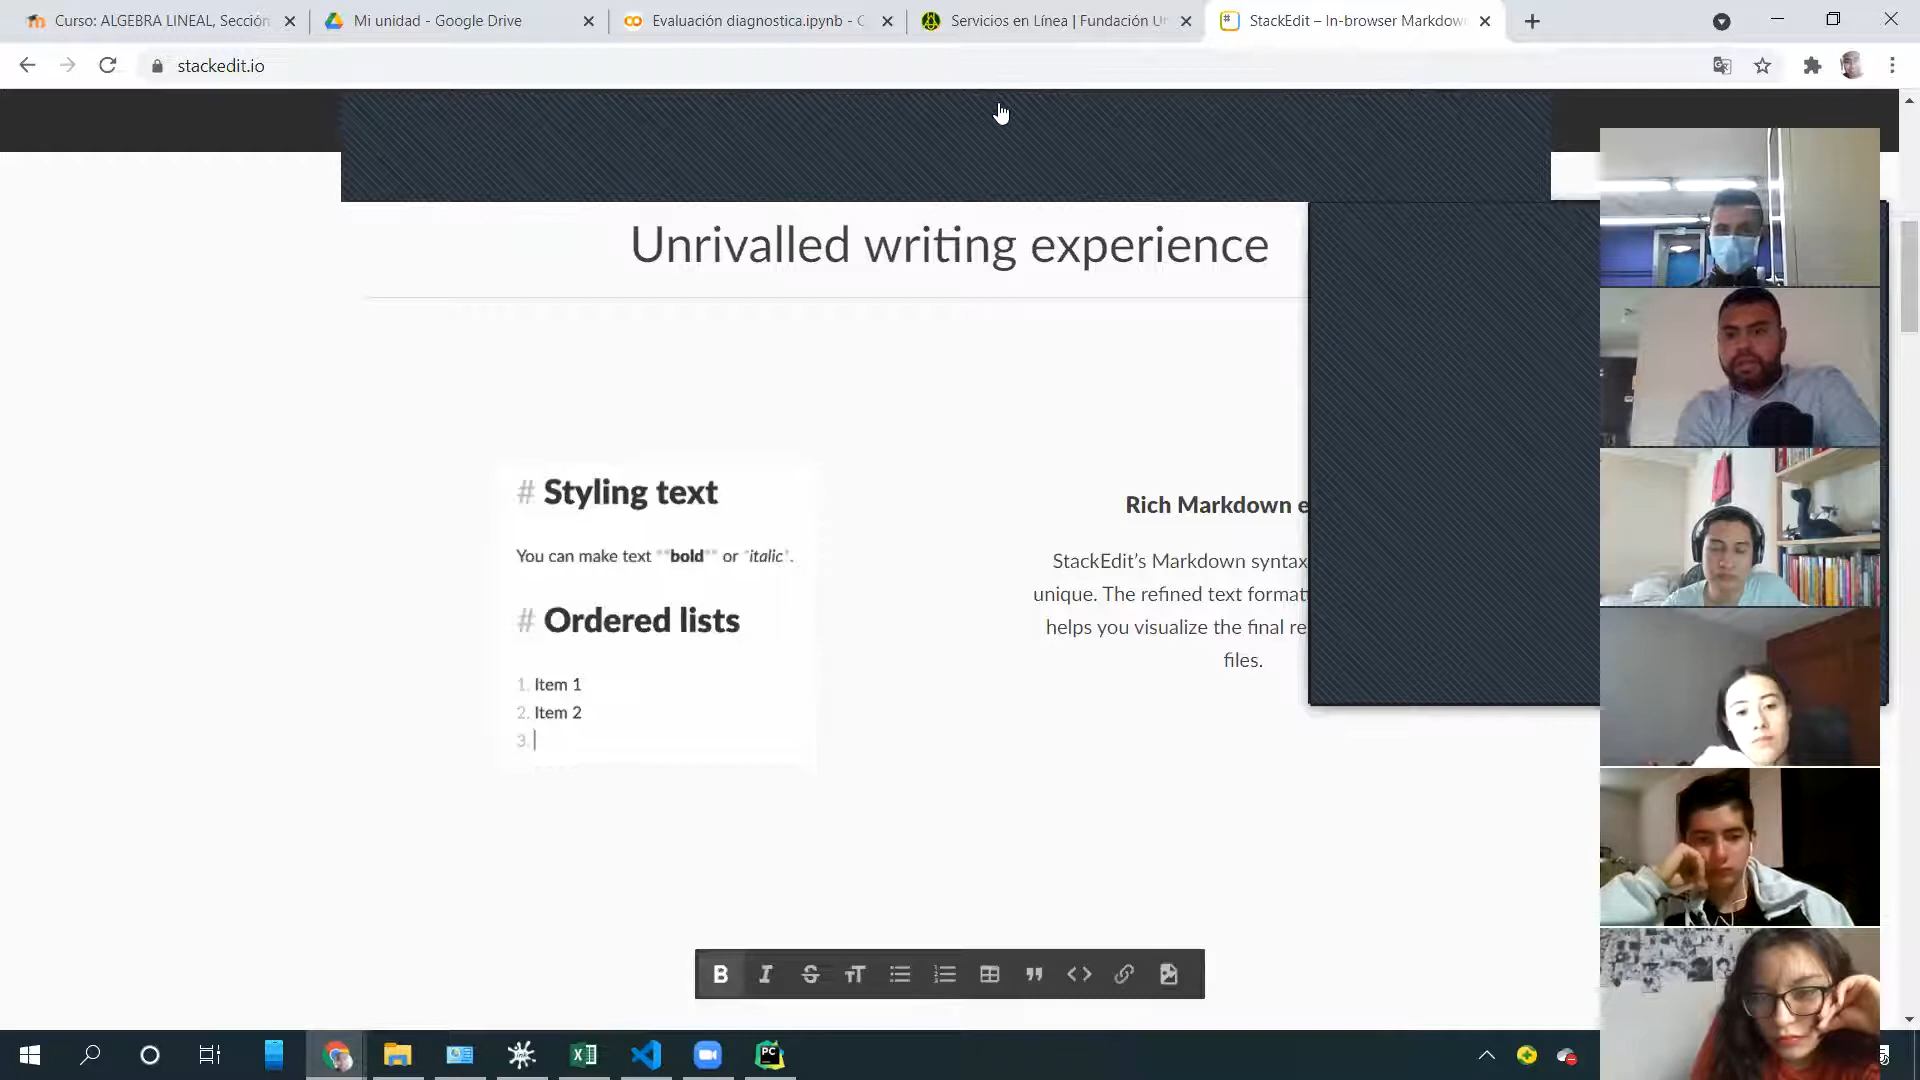 Curso: ALGEBRA LINEAL, Sección
Mi unidad - Google Drive
Evaluación diagnostica.ipynb - C
Servicios en Línea | Fundación Un
StackEdit – In-browser Markdown
stackedit.io
Unrivalled writing experience
# Styling text
You can make text **bold** or *italic*.
# Ordered lists
1. Item 1
2. Item 2
3.
Rich Markdown e
StackEdit’s Markdown syntax
unique. The refined text format
helps you visualize the final re
files.